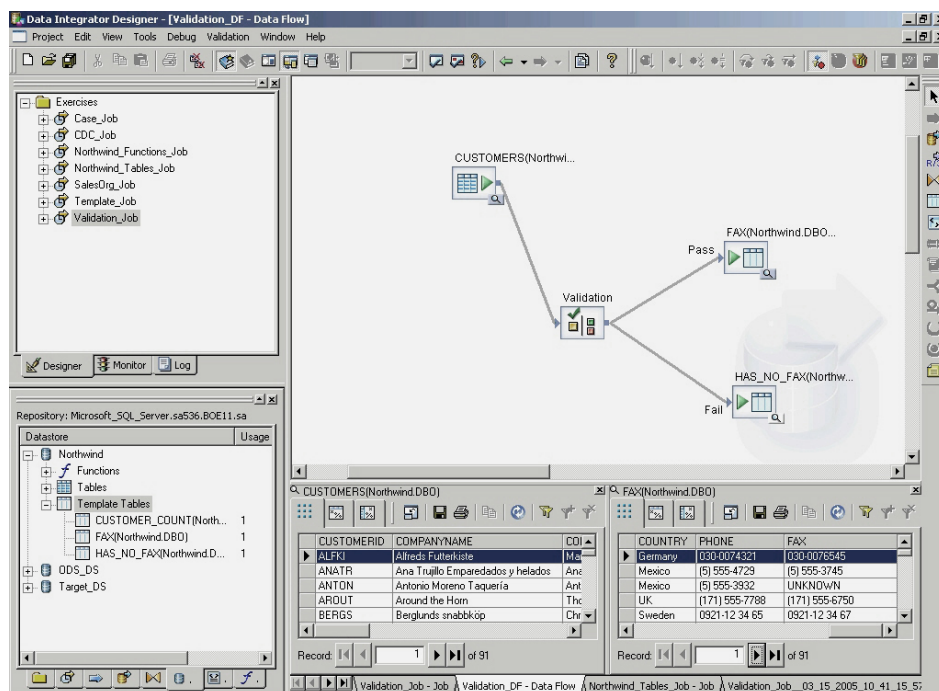 Data Integrator Designer - [Validation_DF - Data Flow]
Project Edit View Tools Debug Validation Window Help
Exercises
Case_Job
CDC_Job
Northwind_Functions_Job
Northwind_Tables_Job
SalesOrg_Job
Template_Job
Validation_Job
Designer Monitor Log
CUSTOMERS(Northwi...
Validation
Pass
FAX(Northwind.DBO...
Fail
HAS_NO_FAX(Northw...
Repository: Microsoft_SQL_Server.sa536.BOE11.sa
Datastore Usage
Northwind
Functions
Tables
Template Tables
CUSTOMER_COUNT(North... 1
FAX(Northwind.DBO) 1
HAS_NO_FAX(Northwind.D... 1
ODS_DS
Target_DS
CUSTOMERS(Northwind.DBO)
CUSTOMERID COMPANYNAME
ALFKI Alfreds Futterkiste Ma
ANATR Ana Trujillo Emparedados y helados Ana
ANTON Antonio Moreno Taquería Ant
AROUT Around the Horn Tho
BERGS Berglunds snabbköp Chr
Record: 1 of 91
FAX(Northwind.DBO)
COUNTRY PHONE FAX
Germany 030-0074321 030-0076545
Mexico (5) 555-4729 (5) 555-3745
Mexico (5) 555-3932 UNKNOWN
UK (171) 555-7788 (171) 555-6750
Sweden 0921-12 34 65 0921-12 34 67
Record: 1 of 91
Validation_Job - Job Validation_DF - Data Flow Northwind_Tables_Job - Job Validation_Job 03_15_2005_10_41_15_57